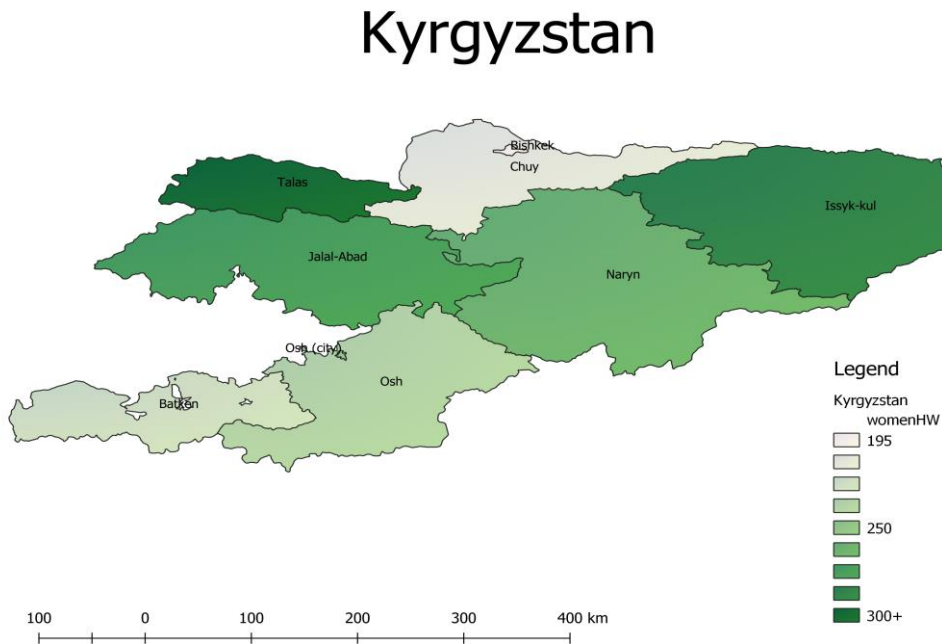 Kyrgyzstan
Bishkek
Chuy
Talas
Issyk-kul
Jalal-Abad
Naryn
Osh (city)
Osh
Batken
Legend
Kyrgyzstan
womenHW
195
250
300+
100 0 100 200 300 400 km